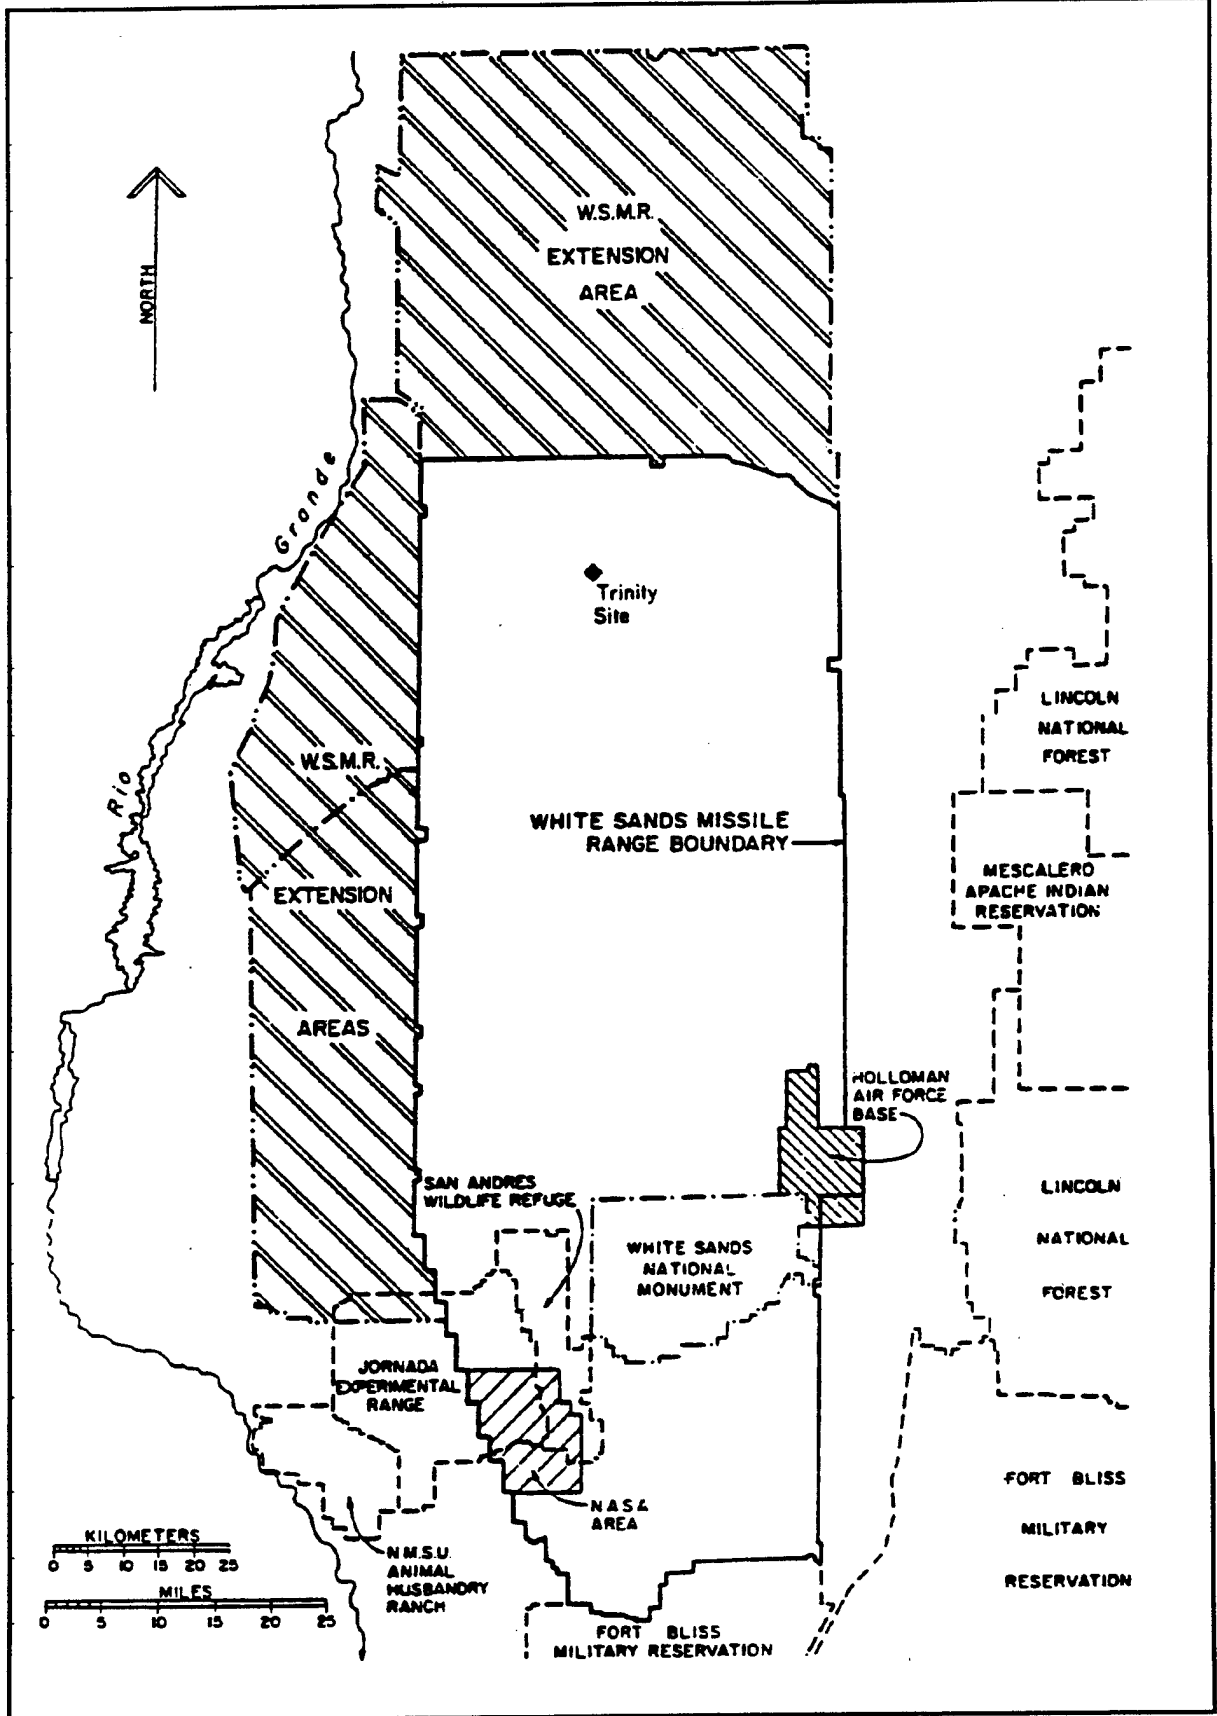 W.S.M.R.
EXTENSION
AREA
NORTH
Rio Grande
Trinity
Site
LINCOLN
NATIONAL
FOREST
W.S.M.R.
WHITE SANDS MISSILE
RANGE BOUNDARY
MESCALERO
APACHE INDIAN
RESERVATION
EXTENSION
AREAS
HOLLOMAN
AIR FORCE
BASE
SAN ANDRES
WILDLIFE REFUGE
LINCOLN
NATIONAL
FOREST
WHITE SANDS
NATIONAL
MONUMENT
JORNADA
EXPERIMENTAL
RANGE
FORT BLISS
MILITARY
RESERVATION
NASA
AREA
KILOMETERS
0 5 10 15 20 25
MILES
0 5 10 15 20 25
N.M.S.U.
ANIMAL
HUSBANDRY
RANCH
FORT BLISS
MILITARY RESERVATION